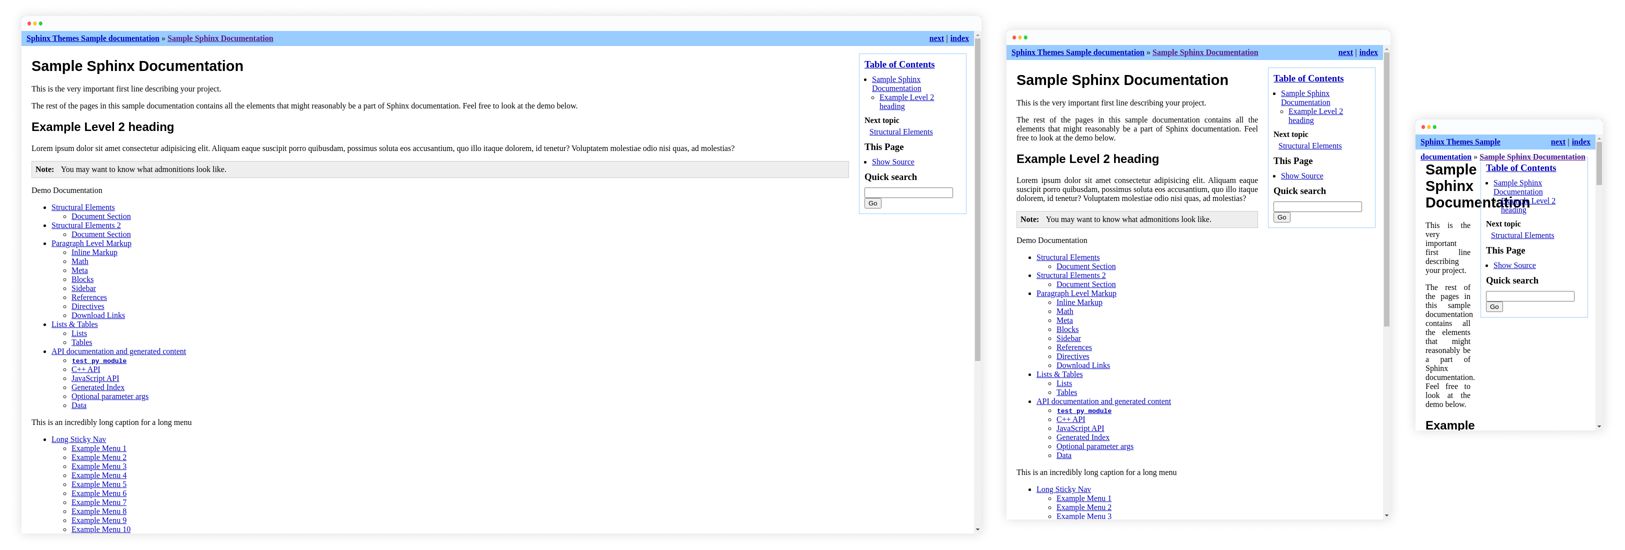 Sphinx Themes Sample documentation » Sample Sphinx Documentation
next | index
Sample Sphinx Documentation
This is the very important first line describing your project.
The rest of the pages in this sample documentation contains all the elements that might reasonably be a part of Sphinx documentation. Feel free to look at the demo below.
Example Level 2 heading
Lorem ipsum dolor sit amet consectetur adipisicing elit. Aliquam eaque suscipit porro quibusdam, possimus soluta eos accusantium, quo illo itaque dolorem, id tenetur? Voluptatem molestiae odio nisi quas, ad molestias?
Note: You may want to know what admonitions look like.
Demo Documentation
Structural Elements
Document Section
Structural Elements 2
Document Section
Paragraph Level Markup
Inline Markup
Math
Meta
Blocks
Sidebar
References
Directives
Download Links
Lists & Tables
Lists
Tables
API documentation and generated content
test_py_module
C++ API
JavaScript API
Generated Index
Optional parameter args
Data
This is an incredibly long caption for a long menu
Long Sticky Nav
Example Menu 1
Example Menu 2
Example Menu 3
Example Menu 4
Example Menu 5
Example Menu 6
Example Menu 7
Example Menu 8
Example Menu 9
Example Menu 10
Table of Contents
Sample Sphinx
Documentation
Example Level 2
heading
Next topic
Structural Elements
This Page
Show Source
Quick search
Go
Sphinx Themes Sample documentation » Sample Sphinx Documentation
next | index
Sample Sphinx Documentation
This is the very important first line describing your project.
The rest of the pages in this sample documentation contains all the
elements that might reasonably be a part of Sphinx documentation. Feel
free to look at the demo below.
Example Level 2 heading
Lorem ipsum dolor sit amet consectetur adipisicing elit. Aliquam eaque
suscipit porro quibusdam, possimus soluta eos accusantium, quo illo itaque
dolorem, id tenetur? Voluptatem molestiae odio nisi quas, ad molestias?
Note: You may want to know what admonitions look like.
Demo Documentation
Structural Elements
Document Section
Structural Elements 2
Document Section
Paragraph Level Markup
Inline Markup
Math
Meta
Blocks
Sidebar
References
Directives
Download Links
Lists & Tables
Lists
Tables
API documentation and generated content
test_py_module
C++ API
JavaScript API
Generated Index
Optional parameter args
Data
This is an incredibly long caption for a long menu
Long Sticky Nav
Example Menu 1
Example Menu 2
Example Menu 3
Table of Contents
Sample Sphinx
Documentation
Example Level 2
heading
Next topic
Structural Elements
This Page
Show Source
Quick search
Go
Sphinx Themes Sample
next | index
documentation » Sample Sphinx Documentation
Sample
Sphinx
Documentation
This is the
very
important
first line
describing
your project.
The rest of
the pages in
this sample
documentation
contains all
the elements
that might
reasonably be
a part of
Sphinx
documentation.
Feel free to
look at the
demo below.
Example
Table of Contents
Sample Sphinx
Documentation
Example Level 2
heading
Next topic
Structural Elements
This Page
Show Source
Quick search
Go